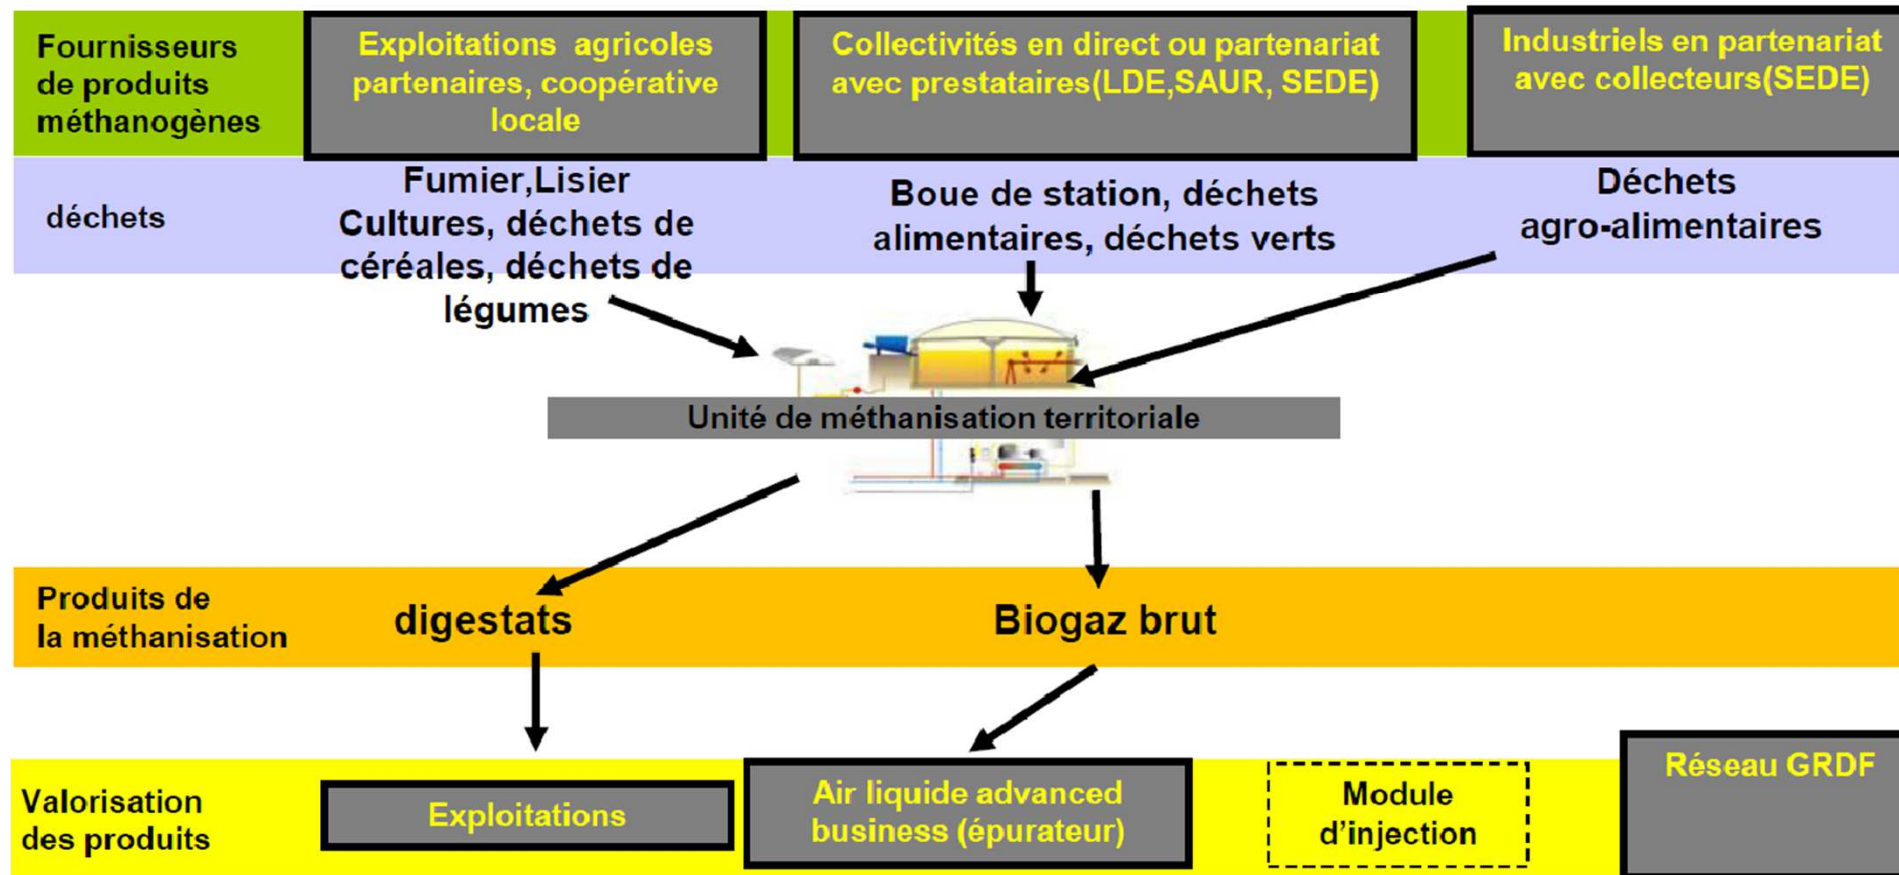 Fournisseurs
de produits
méthanogènes
Exploitations agricoles
partenaires, coopérative
locale
Collectivités en direct ou partenariat
avec prestataires(LDE,SAUR, SEDE)
Industriels en partenariat
avec collecteurs(SEDE)
déchets
Fumier,Lisier
Cultures, déchets de
céréales, déchets de
légumes
Boue de station, déchets
alimentaires, déchets verts
Déchets
agro-alimentaires
Unité de méthanisation territoriale
Produits de
la méthanisation
digestats
Biogaz brut
Valorisation
des produits
Exploitations
Air liquide advanced
business (épurateur)
Module
d'injection
Réseau GRDF